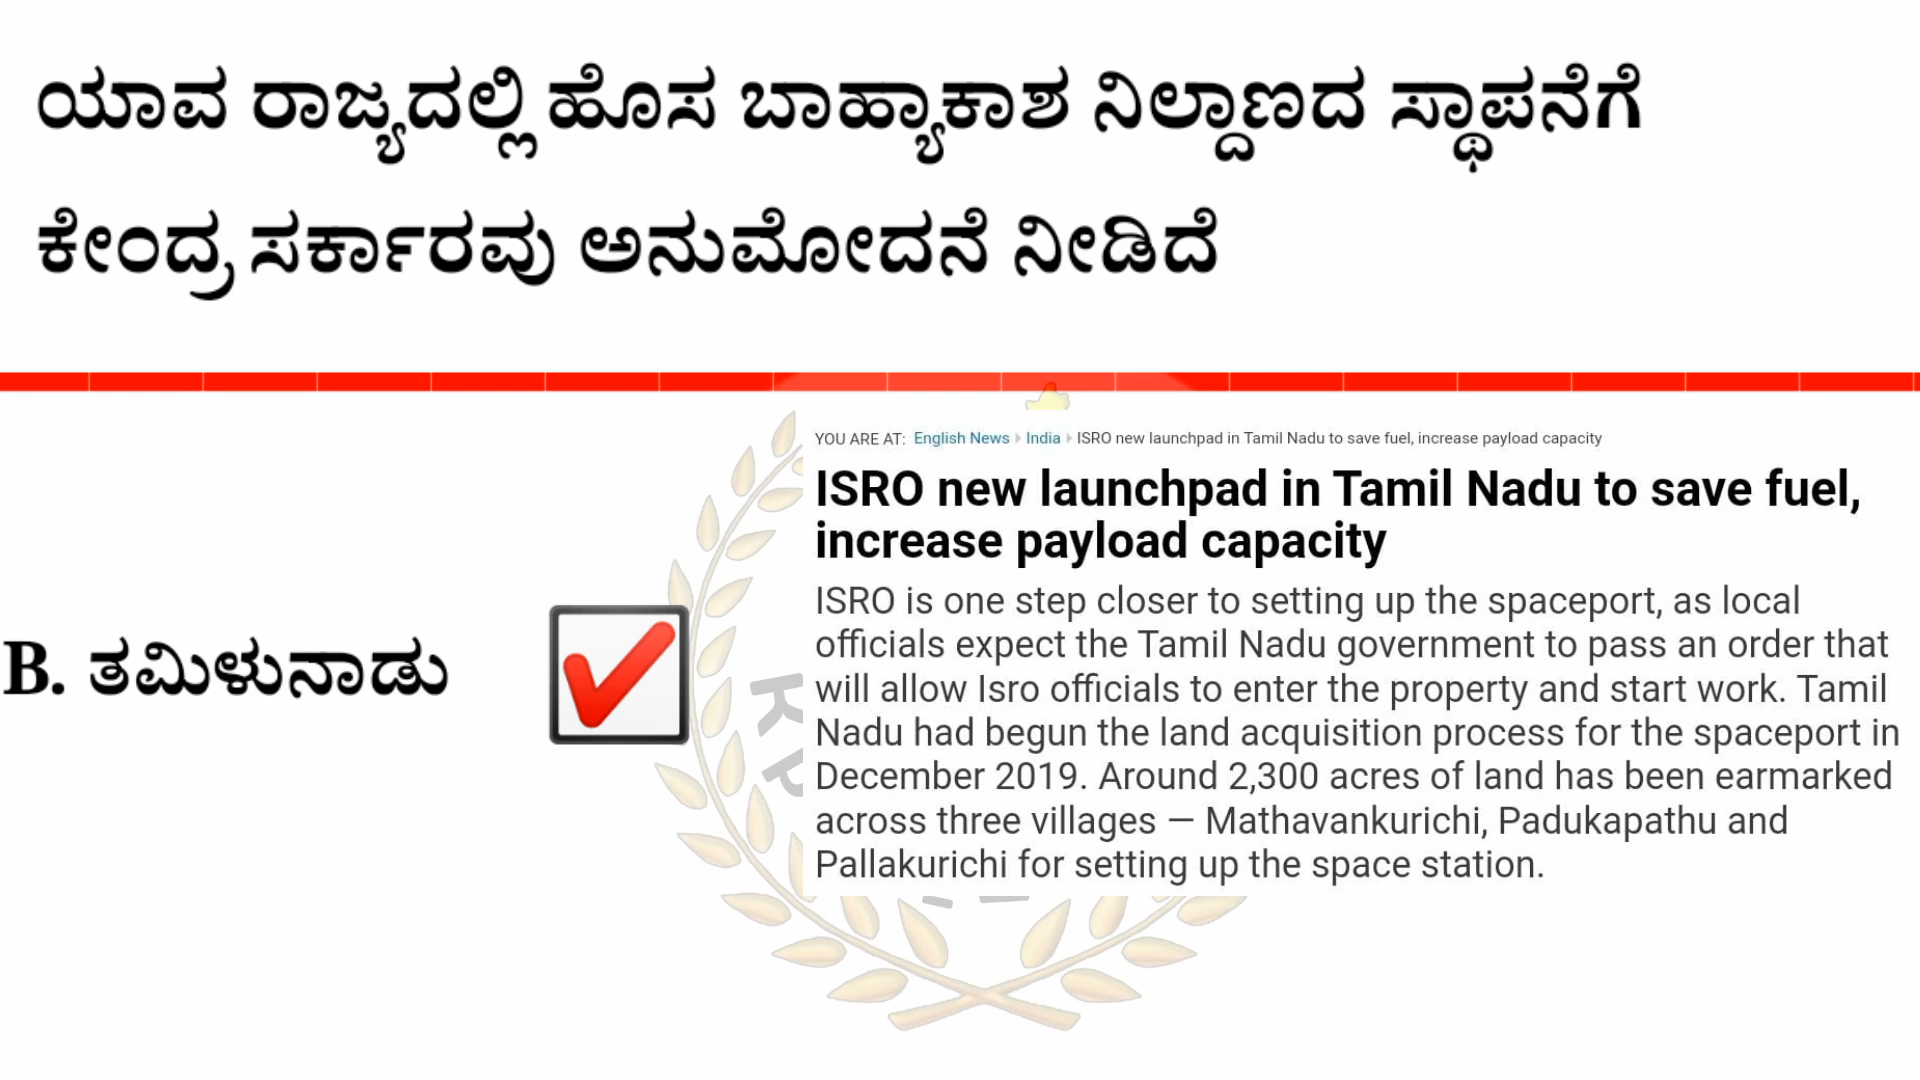 ಯಾವ ರಾಜ್ಯದಲ್ಲಿ ಹೊಸ ಬಾಹ್ಯಾಕಾಶ ನಿಲ್ದಾಣದ ಸ್ಥಾಪನೆಗೆ
ಕೇಂದ್ರ ಸರ್ಕಾರವು ಅನುಮೋದನೆ ನೀಡಿದೆ
B. ತಮಿಳುನಾಡು
YOU ARE AT: English News India ISRO new launchpad in Tamil Nadu to save fuel, increase payload capacity
ISRO new launchpad in Tamil Nadu to save fuel,
increase payload capacity
ISRO is one step closer to setting up the spaceport, as local
officials expect the Tamil Nadu government to pass an order that
will allow Isro officials to enter the property and start work. Tamil
Nadu had begun the land acquisition process for the spaceport in
December 2019. Around 2,300 acres of land has been earmarked
across three villages — Mathavankurichi, Padukapathu and
Pallakurichi for setting up the space station.